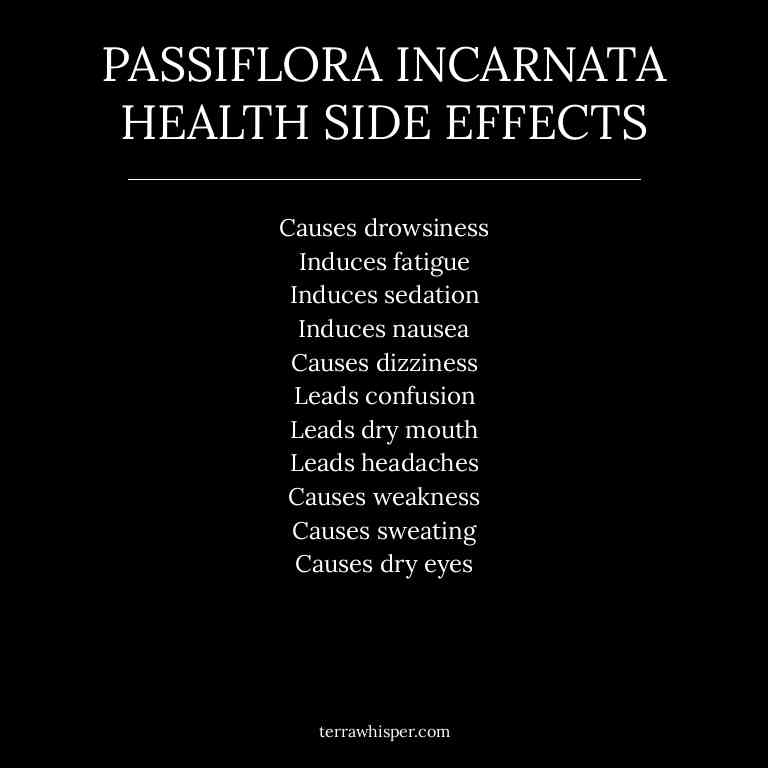 PASSIFLORA INCARNATA
HEALTH SIDE EFFECTS
Causes drowsiness
Induces fatigue
Induces sedation
Induces nausea
Causes dizziness
Leads confusion
Leads dry mouth
Leads headaches
Causes weakness
Causes sweating
Causes dry eyes
terrawhisper.com